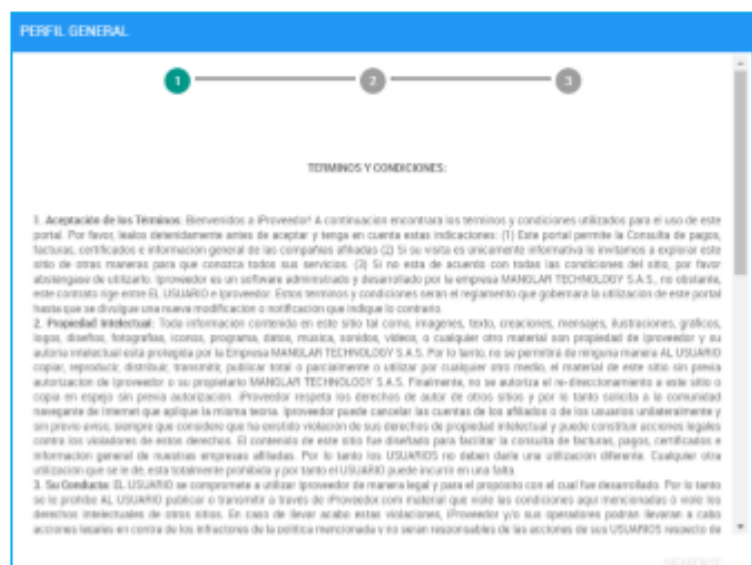 PERFIL GENERAL
1 2 3
TERMINOS Y CONDICIONES:
1. Aceptación de los Términos: Bienvenidos a iProveedor! A continuación encontrara los terminos y condiciones utilizados para el uso de este
portal. Por favor, lealos detenidamente antes de aceptar y tenga en cuenta estas indicaciones: (1) Este portal permite la Consulta de pagos,
facturas, certificados e informacion general de las compañias afiliadas (2) Si su visita es unicamente informativa lo invitamos a explorar este
sitio de otras maneras para que conozca todos sus servicios. (3) Si no esta de acuerdo con todas las condiciones del sitio, por favor
absténgase de utilizarlo. Iproveedor es un software administrado y desarrollado por la empresa MANGLAR TECHNOLOGY S.A.S., no obstante,
este contrato rige entre EL USUARIO e Iproveedor. Estos terminos y condiciones seran el reglamento que gobernara la utilizacion de este portal
hasta que se divulgue una nueva modificación o notificacion que indique lo contrario.
2. Propiedad Intelectual: Toda informacion contenida en este sitio tal como, imagenes, texto, creaciones, mensajes, ilustraciones, gráficos,
logos, diseños, fotografias, iconos, programa, datos, musica, sonidos, videos, o cualquier otro material son propiedad de Iproveedor y su
autoria intelectual esta protegida por la Empresa MANGLAR TECHNOLOGY S.A.S. Por lo tanto, no se permitirá de ninguna manera AL USUARIO
copiar, reproducir, distribuir, transmitir, publicar total o parcialmente o utilizar por cualquier otro medio, el material de este sitio sin previa
autorización de Iproveedor o su propietario MANGLAR TECHNOLOGY S.A.S. Finalmente, no se autoriza el re-direccionamiento a este sitio o
copia en espejo sin previa autorizacion. iProveedor respeta los derechos de autor de otros sitios y por lo tanto solicita a la comunidad
navegante de Internet que aplique la misma teoria. Iproveedor puede cancelar las cuentas de los afiliados o de los usuarios unilateralmente y
sin previo aviso, siempre que considere que ha existido violación de sus derechos de propiedad intelectual y puede constituir acciones legales
contra los violadores de estos derechos. El contenido de este sitio fue diseñado para facilitar la consulta de facturas, pagos, certificados e
informacion general de nuestras empresas afiliadas. Por lo tanto los USUARIOS no deben darle una utilizacion diferente. Cualquier otra
utilizacion que se le de, esta totalmente prohibida y por tanto el USUARIO puede incurrir en una falta.
3. Su Conducta: EL USUARIO se compromete a utilizar Iproveedor de manera legal y para el propósito con el cual fue desarrollado. Por lo tanto
se le prohibe AL USUARIO publicar o transmitir a traves de iProveedor.com material que viole las condiciones aqui mencionadas o viole los
derechos intelectuales de otros sitios. En caso de llevar acabo estas violaciones, iProveedor y/o sus operadores podran llevaran a cabo
acciones legales en contra de los infractores de la politica mencionada y no seran responsables de las acciones de sus USUARIOS respecto de
SIGUIENTE